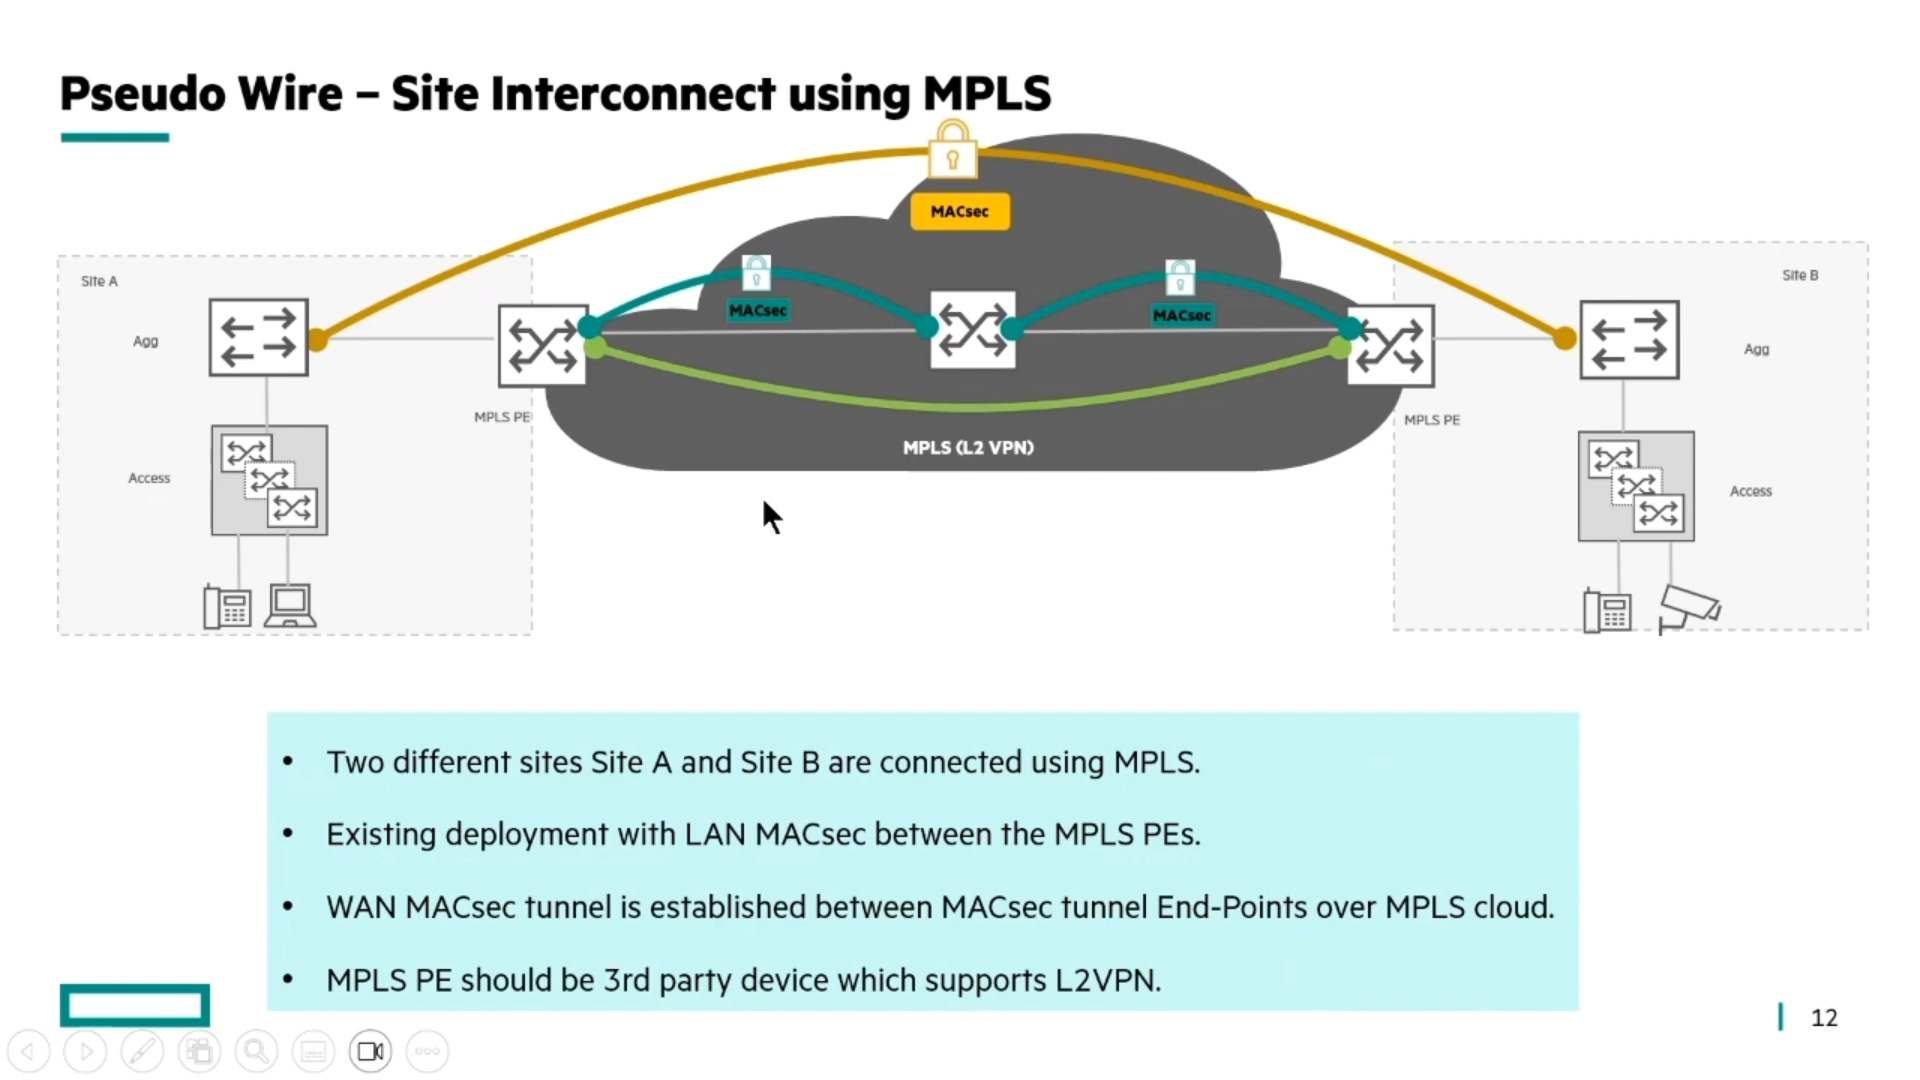 Pseudo Wire – Site Interconnect using MPLS
MACsec
Site A
Site B
MACsec
MACsec
Agg
Agg
MPLS PE
MPLS PE
MPLS (L2 VPN)
Access
Access
• Two different sites Site A and Site B are connected using MPLS.
• Existing deployment with LAN MACsec between the MPLS PEs.
• WAN MACsec tunnel is established between MACsec tunnel End-Points over MPLS cloud.
• MPLS PE should be 3rd party device which supports L2VPN.
12